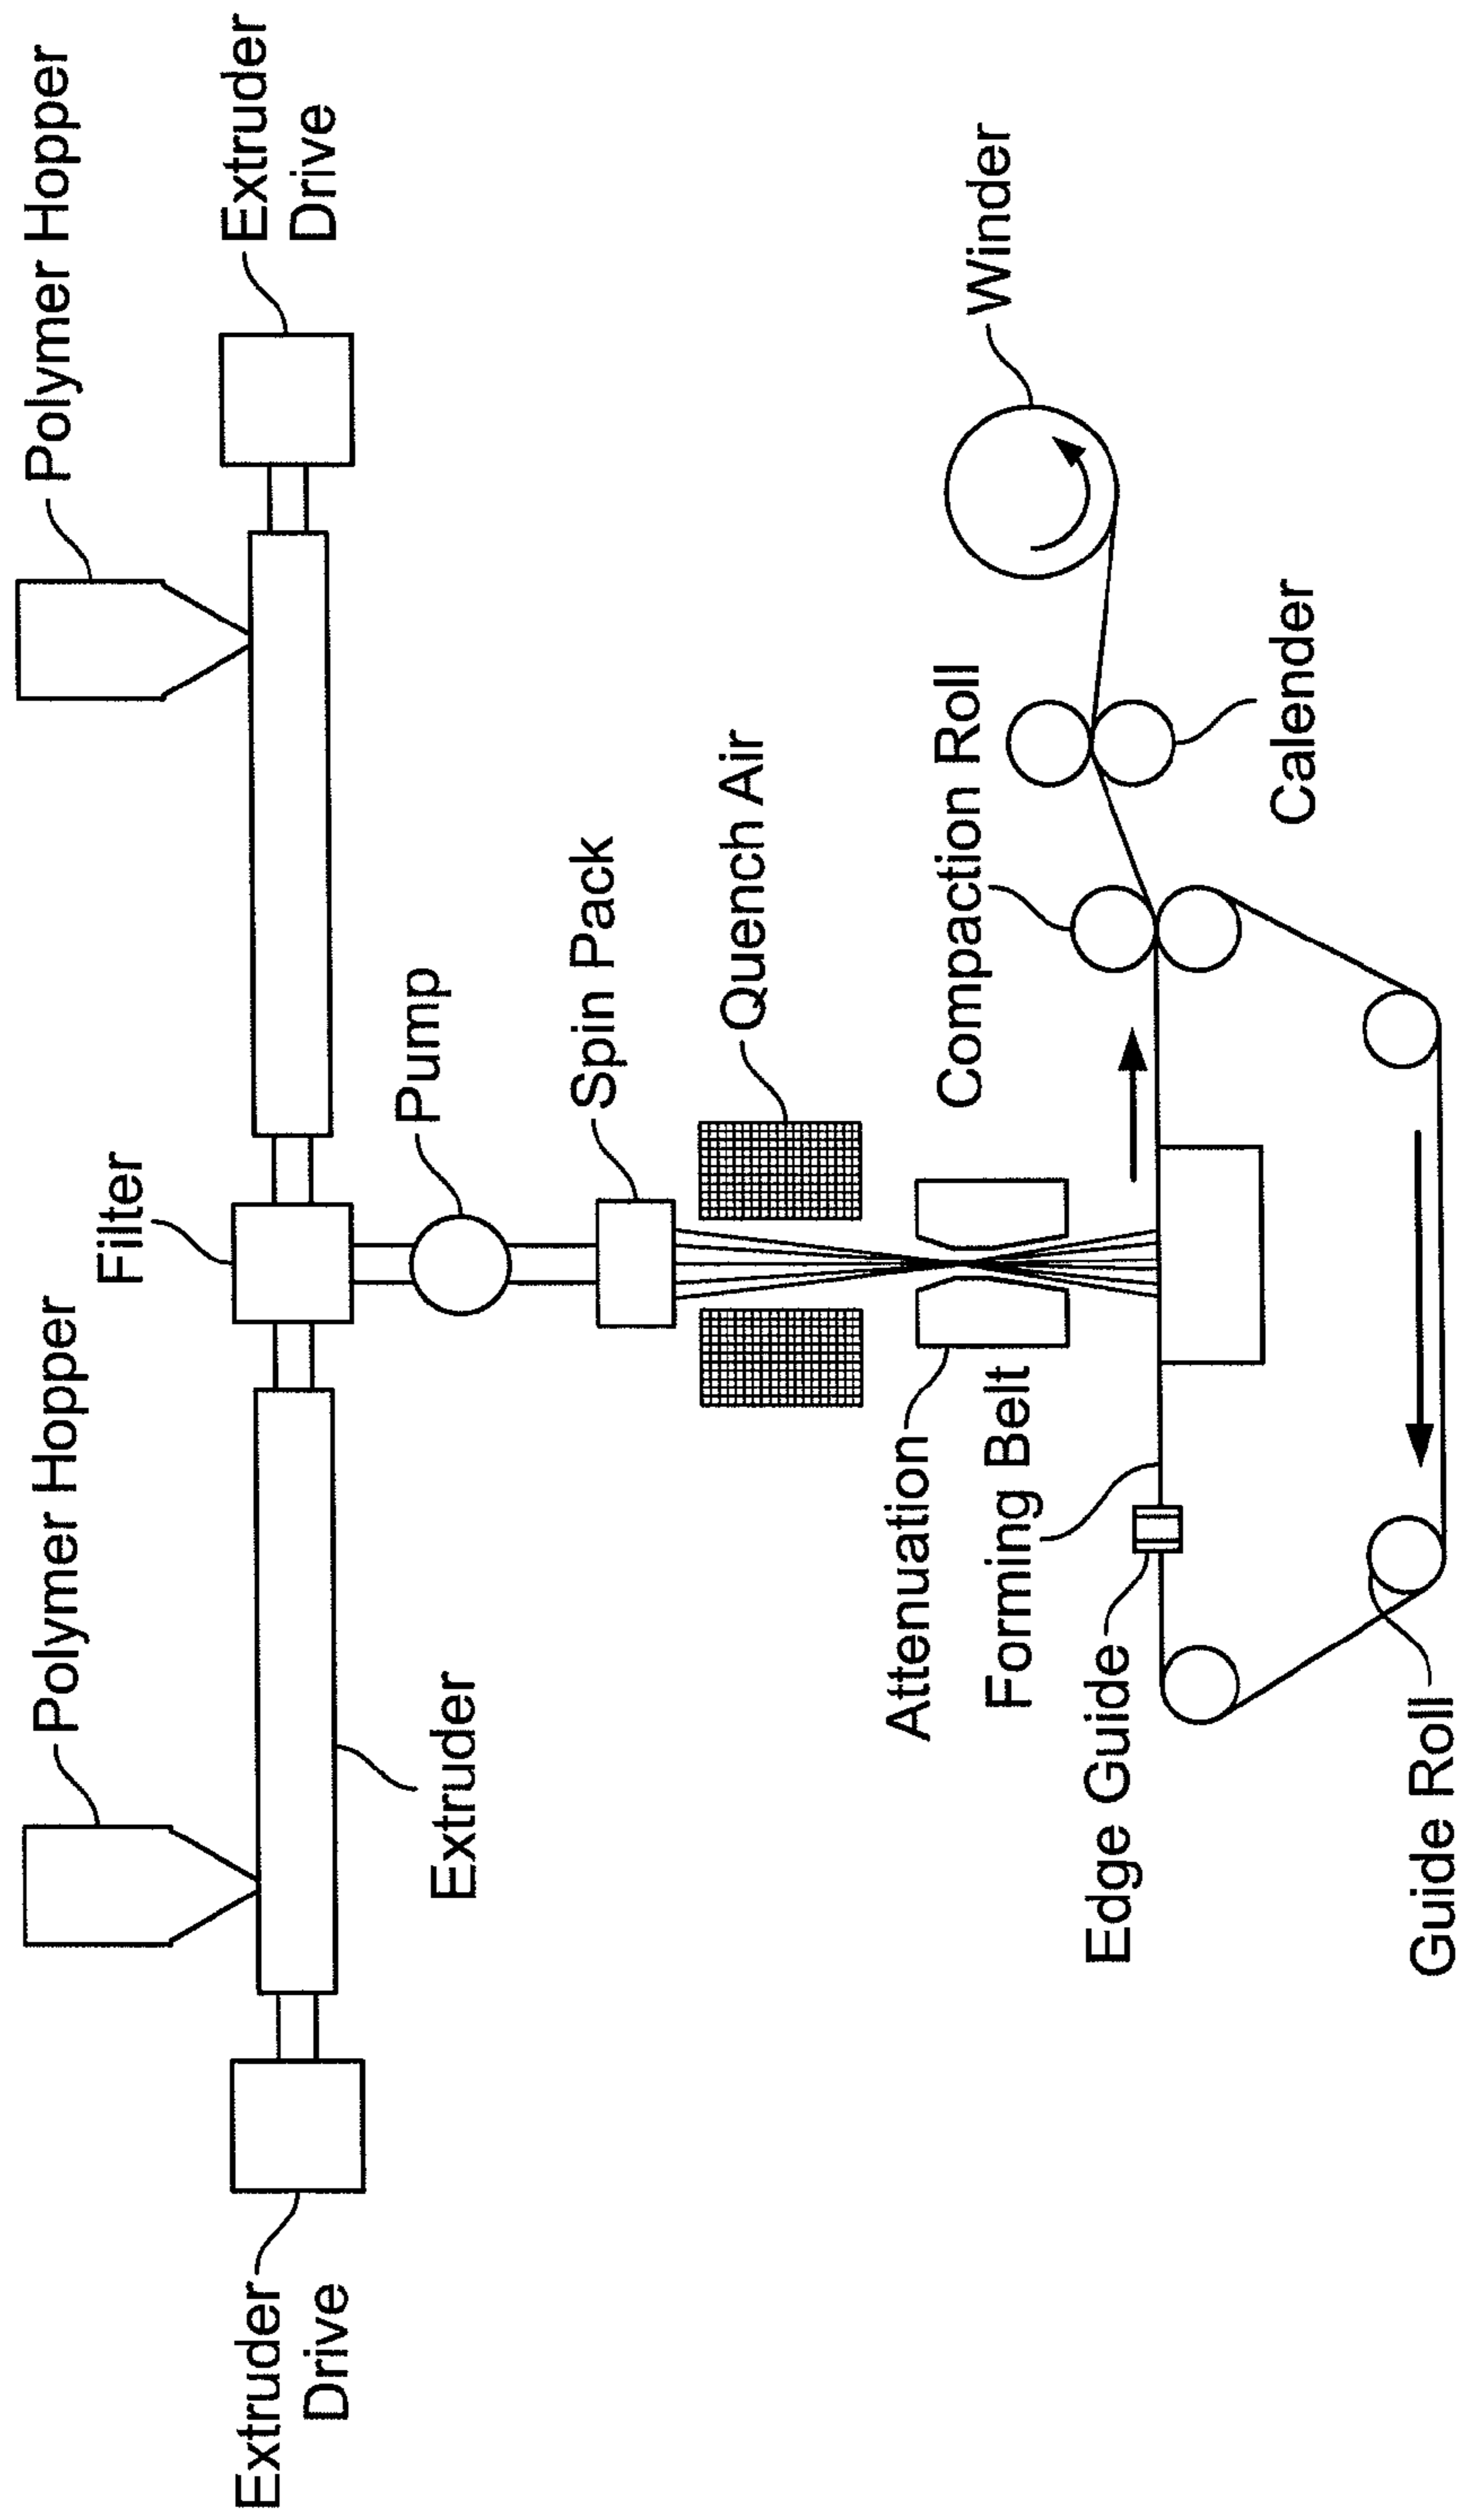 Polymer Hopper
Polymer Hopper
Filter
Extruder
Drive
Extruder
Drive
Extruder
Pump
Spin Pack
Quench Air
Attenuation
Compaction Roll
Winder
Forming Belt
Edge Guide
Calender
Guide Roll